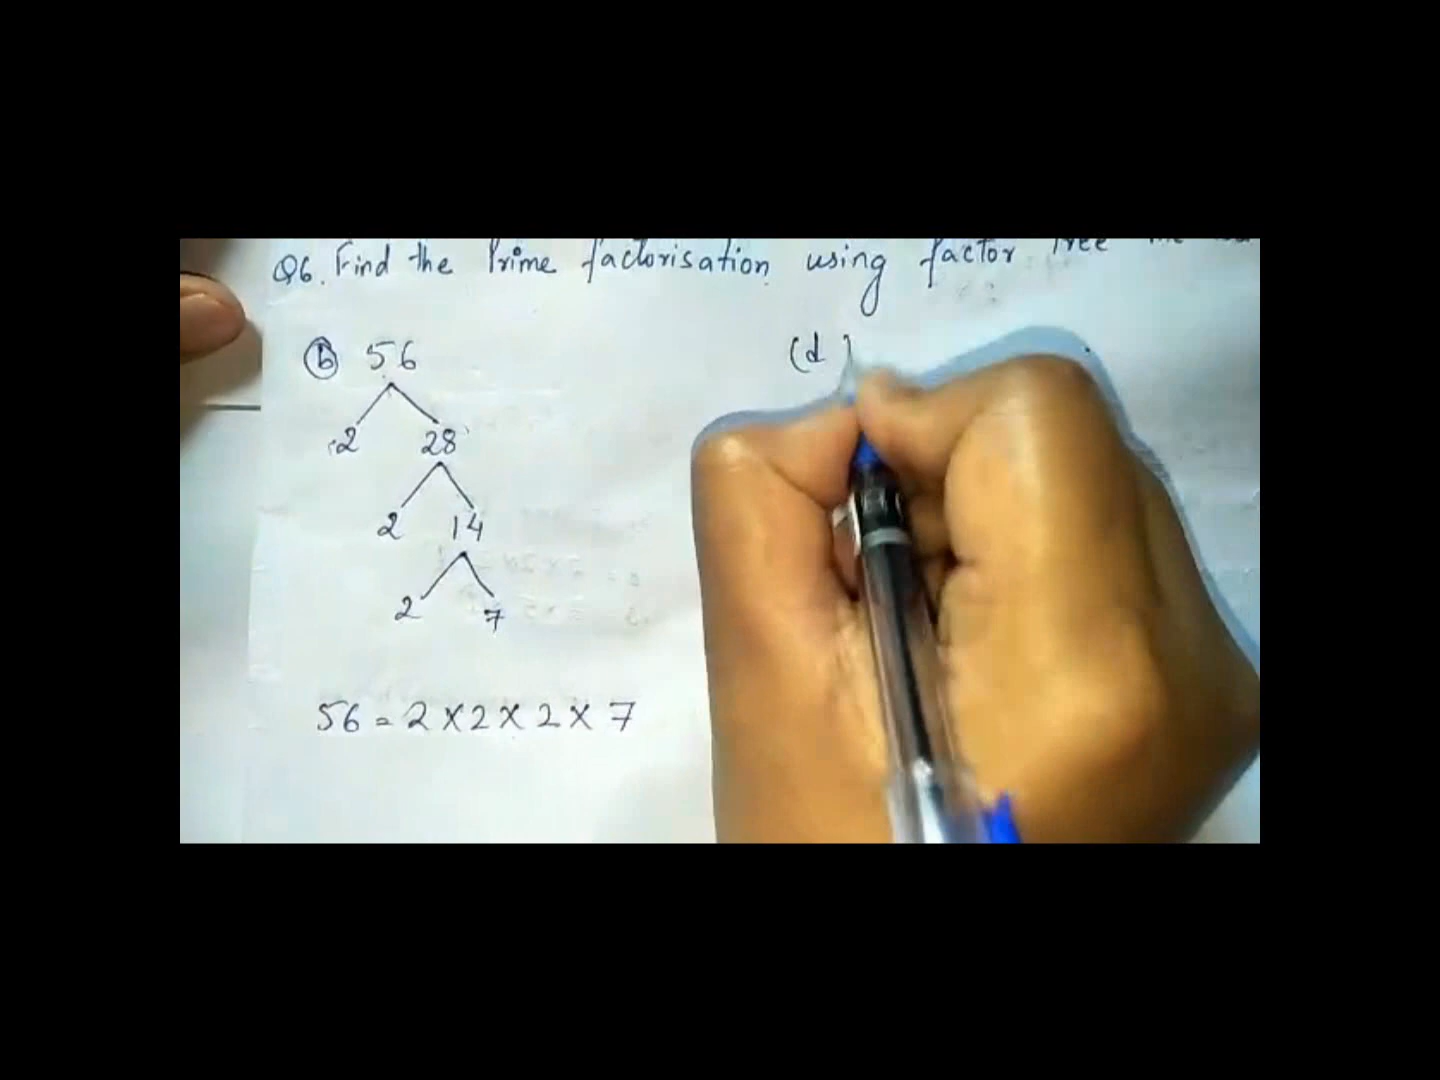 Q6. Find the Prime factorisation using factor Tree
(b) 56
2 28
2 14
2 7
56 = 2 × 2 × 2 × 7
(d)